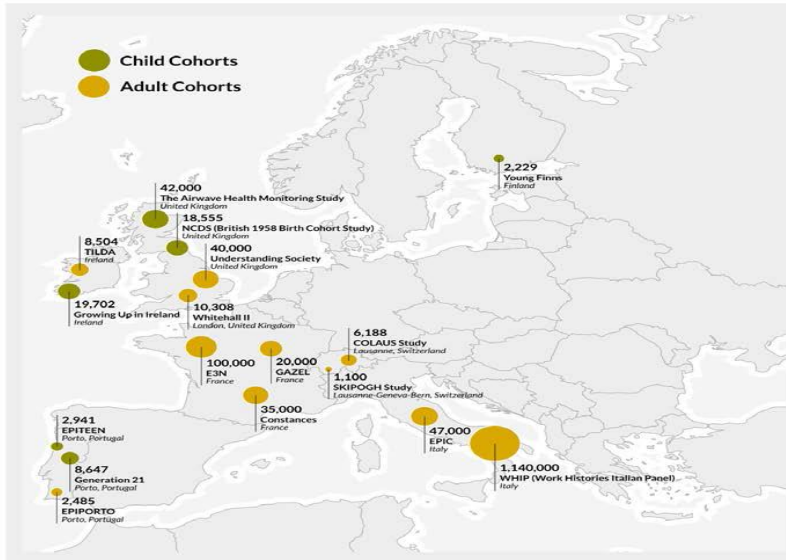 Child Cohorts
Adult Cohorts
2,229
Young Finns
Finland
42,000
The Airwave Health Monitoring Study
United Kingdom
18,555
NCDS (British 1958 Birth Cohort Study)
United Kingdom
8,504
TILDA
Ireland
40,000
Understanding Society
United Kingdom
19,702
Growing Up in Ireland
Ireland
10,308
Whitehall II
London, United Kingdom
6,188
COLAUS Study
Lausanne, Switzerland
100,000
E3N
France
20,000
GAZEL
France
1,100
SKIPOGH Study
Lausanne-Geneva-Bern, Switzerland
35,000
Constances
France
2,941
EPITEEN
Porto, Portugal
47,000
EPIC
Italy
8,647
Generation 21
Porto, Portugal
1,140,000
WHIP (Work Histories Italian Panel)
Italy
2,485
EPIPORTO
Porto, Portugal